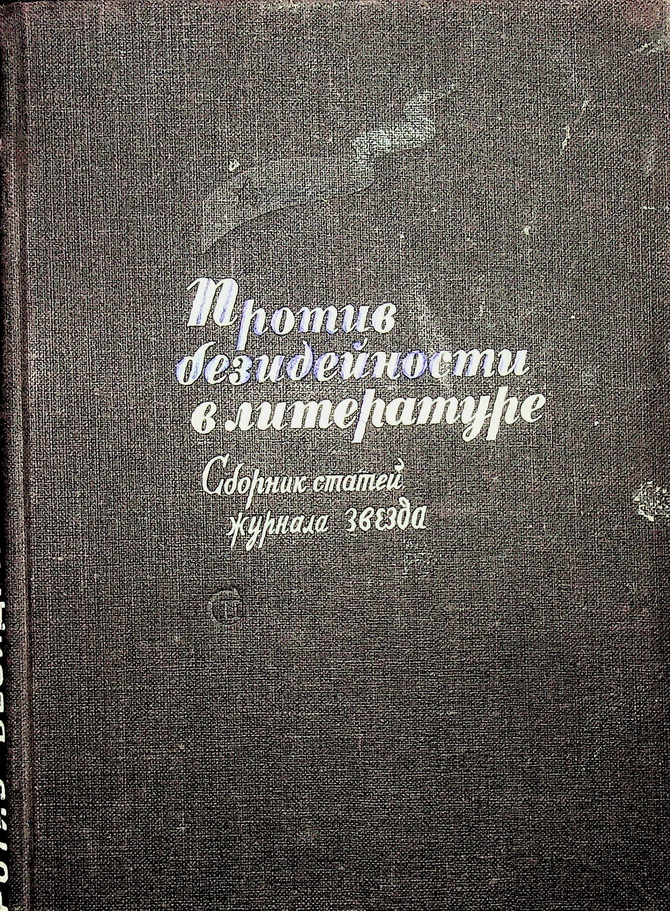 Против
безидейности
в литературе
Сборник статей
журнала звезда